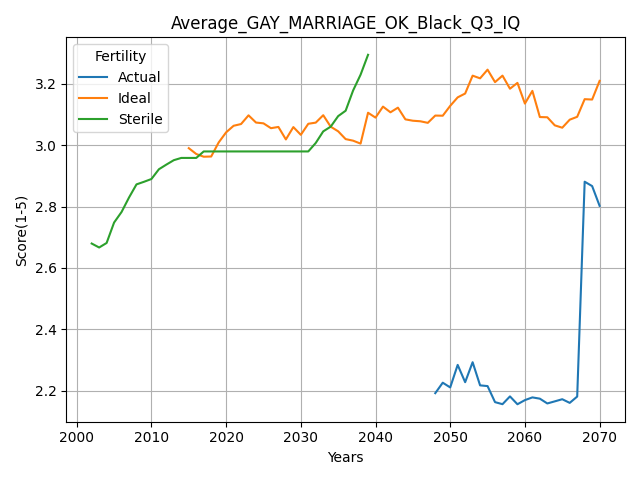 Average_GAY_MARRIAGE_OK_Black_Q3_IQ
Fertility
Actual
Ideal
Sterile
Score(1-5)
3.2
3.0
2.8
2.6
2.4
2.2
2000 2010 2020 2030 2040 2050 2060 2070
Years